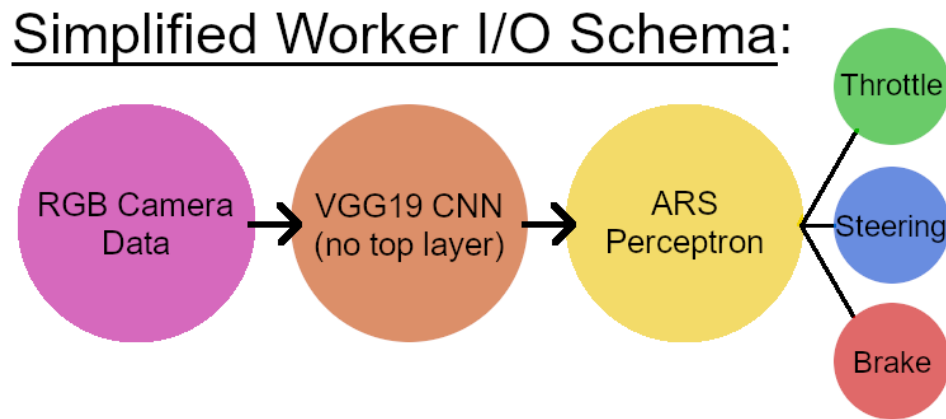 Simplified Worker I/O Schema:
RGB Camera
Data
VGG19 CNN
(no top layer)
ARS
Perceptron
Throttle
Steering
Brake